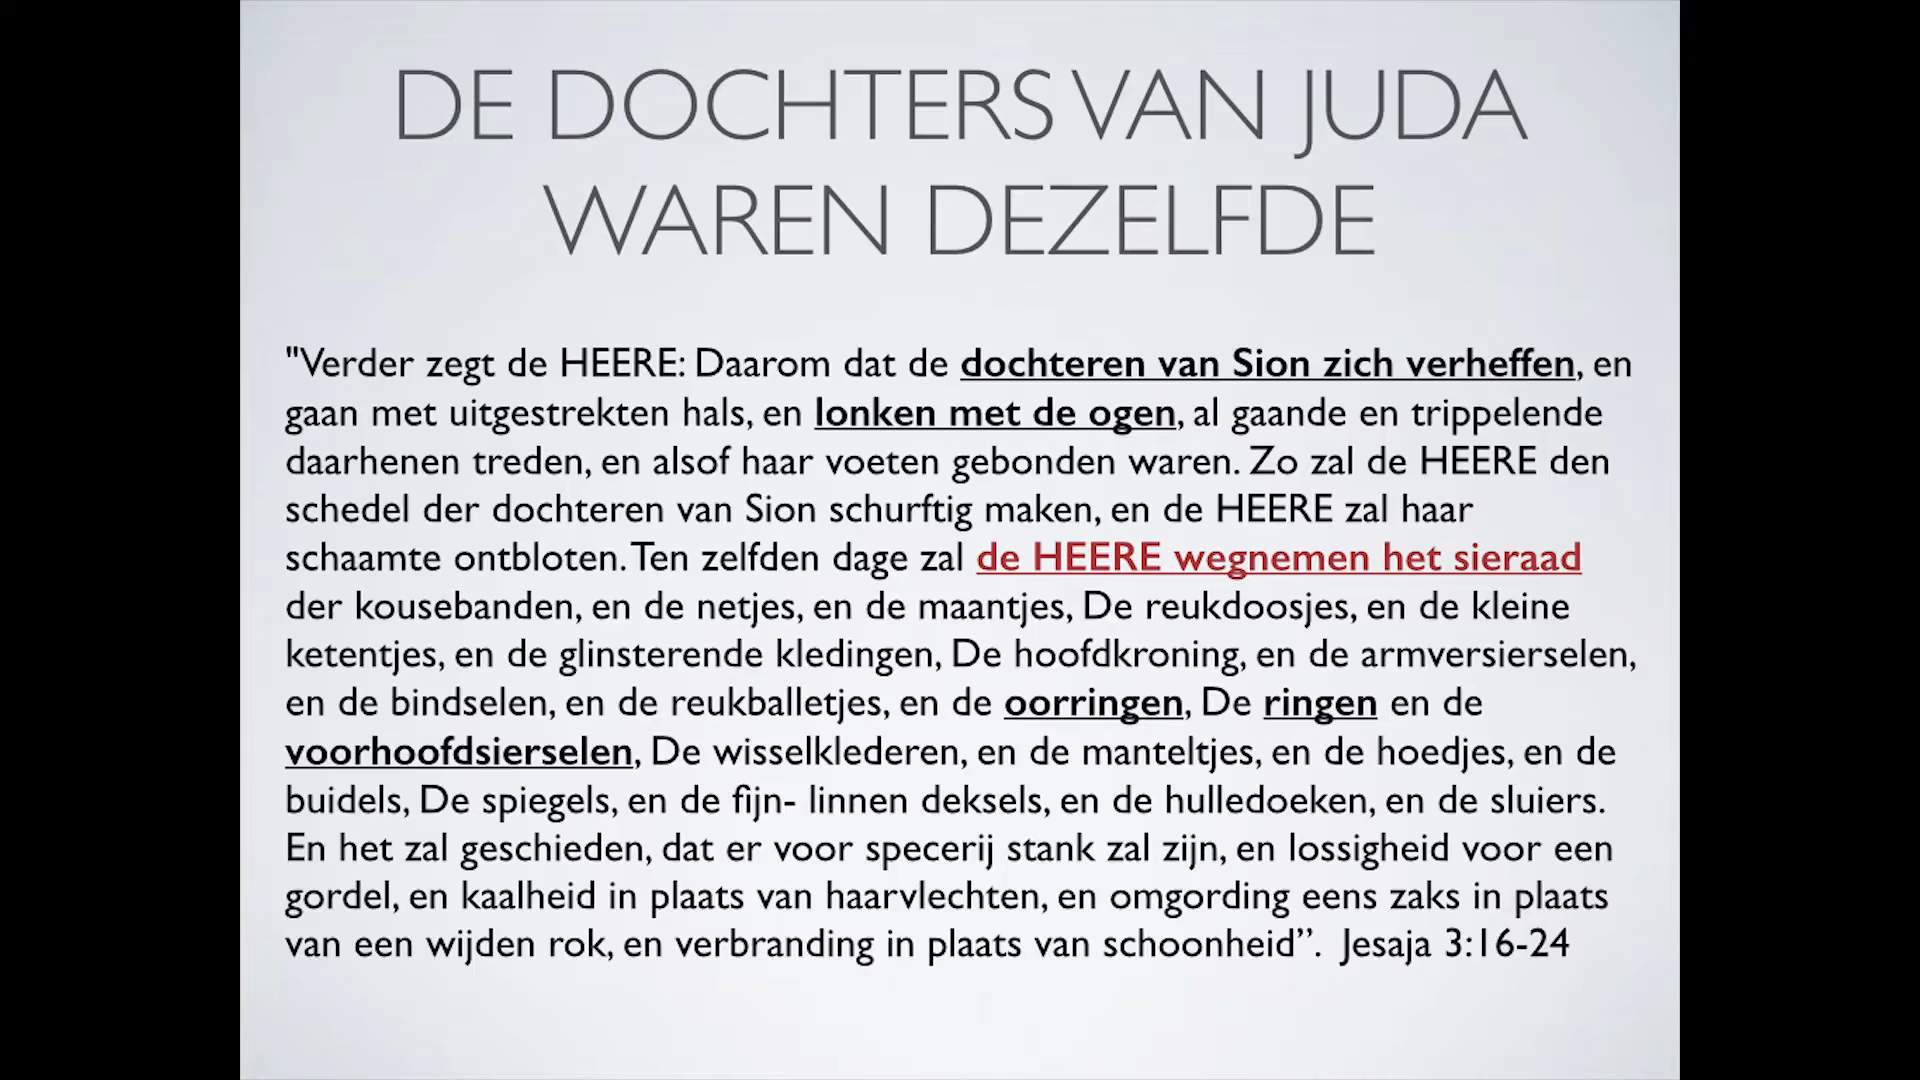 DE DOCHTERS VAN JUDA
WAREN DEZELFDE
"Verder zegt de HEERE: Daarom dat de dochteren van Sion zich verheffen, en
gaan met uitgestrekten hals, en lonken met de ogen, al gaande en trippelende
daarhenen treden, en alsof haar voeten gebonden waren. Zo zal de HEERE den
schedel der dochteren van Sion schurftig maken, en de HEERE zal haar
schaamte ontbloten. Ten zelfden dage zal de HEERE wegnemen het sieraad
der kousebanden, en de netjes, en de maantjes, De reukdoosjes, en de kleine
ketentjes, en de glinsterende kledingen, De hoofdkroning, en de armversierselen,
en de bindselen, en de reukballetjes, en de oorringen, De ringen en de
voorhoofdsierselen, De wisselklederen, en de manteltjes, en de hoedjes, en de
buidels, De spiegels, en de fijn- linnen deksels, en de hulledoeken, en de sluiers.
En het zal geschieden, dat er voor specerij stank zal zijn, en lossigheid voor een
gordel, en kaalheid in plaats van haarvlechten, en omgording eens zaks in plaats
van een wijden rok, en verbranding in plaats van schoonheid”. Jesaja 3:16-24